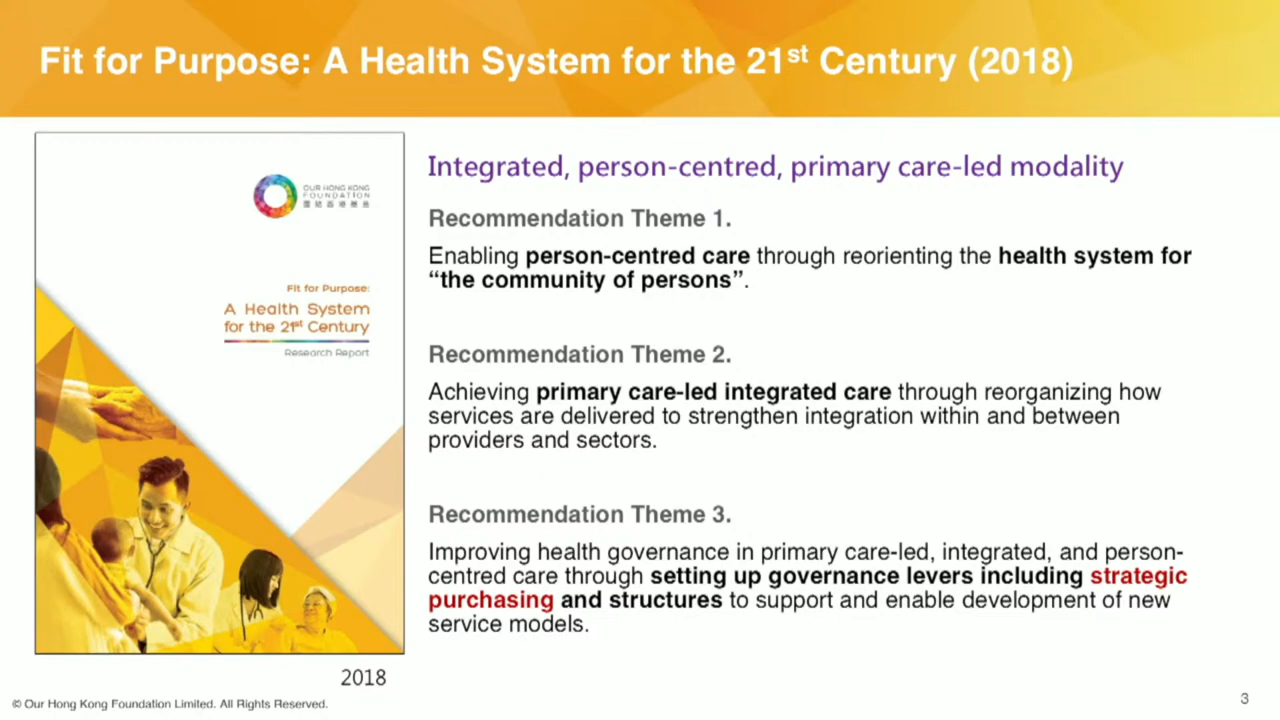 Fit for Purpose: A Health System for the 21st Century (2018)
OUR HONG KONG
FOUNDATION
團結香港基金
Fit for Purpose:
A Health System
for the 21st Century
Research Report
2018
Integrated, person-centred, primary care-led modality
Recommendation Theme 1.
Enabling person-centred care through reorienting the health system for
“the community of persons”.
Recommendation Theme 2.
Achieving primary care-led integrated care through reorganizing how
services are delivered to strengthen integration within and between
providers and sectors.
Recommendation Theme 3.
Improving health governance in primary care-led, integrated, and person-
centred care through setting up governance levers including strategic
purchasing and structures to support and enable development of new
service models.
© Our Hong Kong Foundation Limited. All Rights Reserved.
3